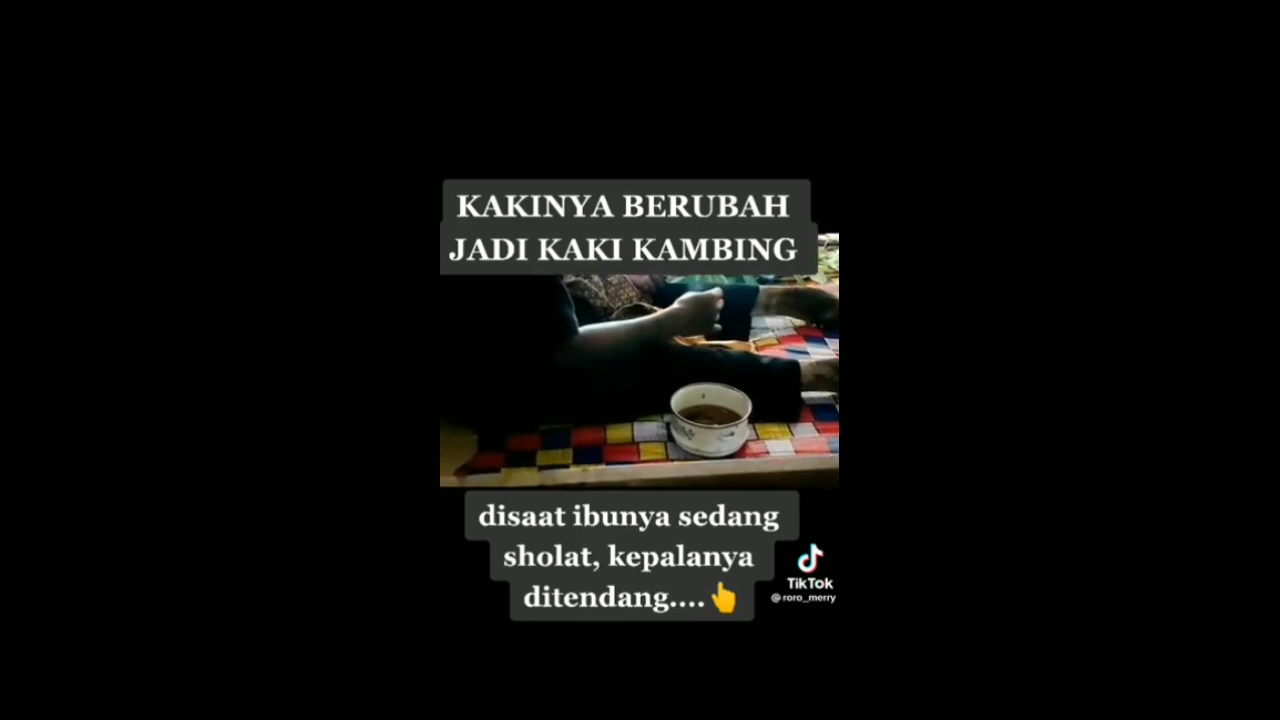 KAKINYA BERUBAH
JADI KAKI KAMBING
disaat ibunya sedang
sholat, kepalanya
ditendang....👆
TikTok
@ roro_merry